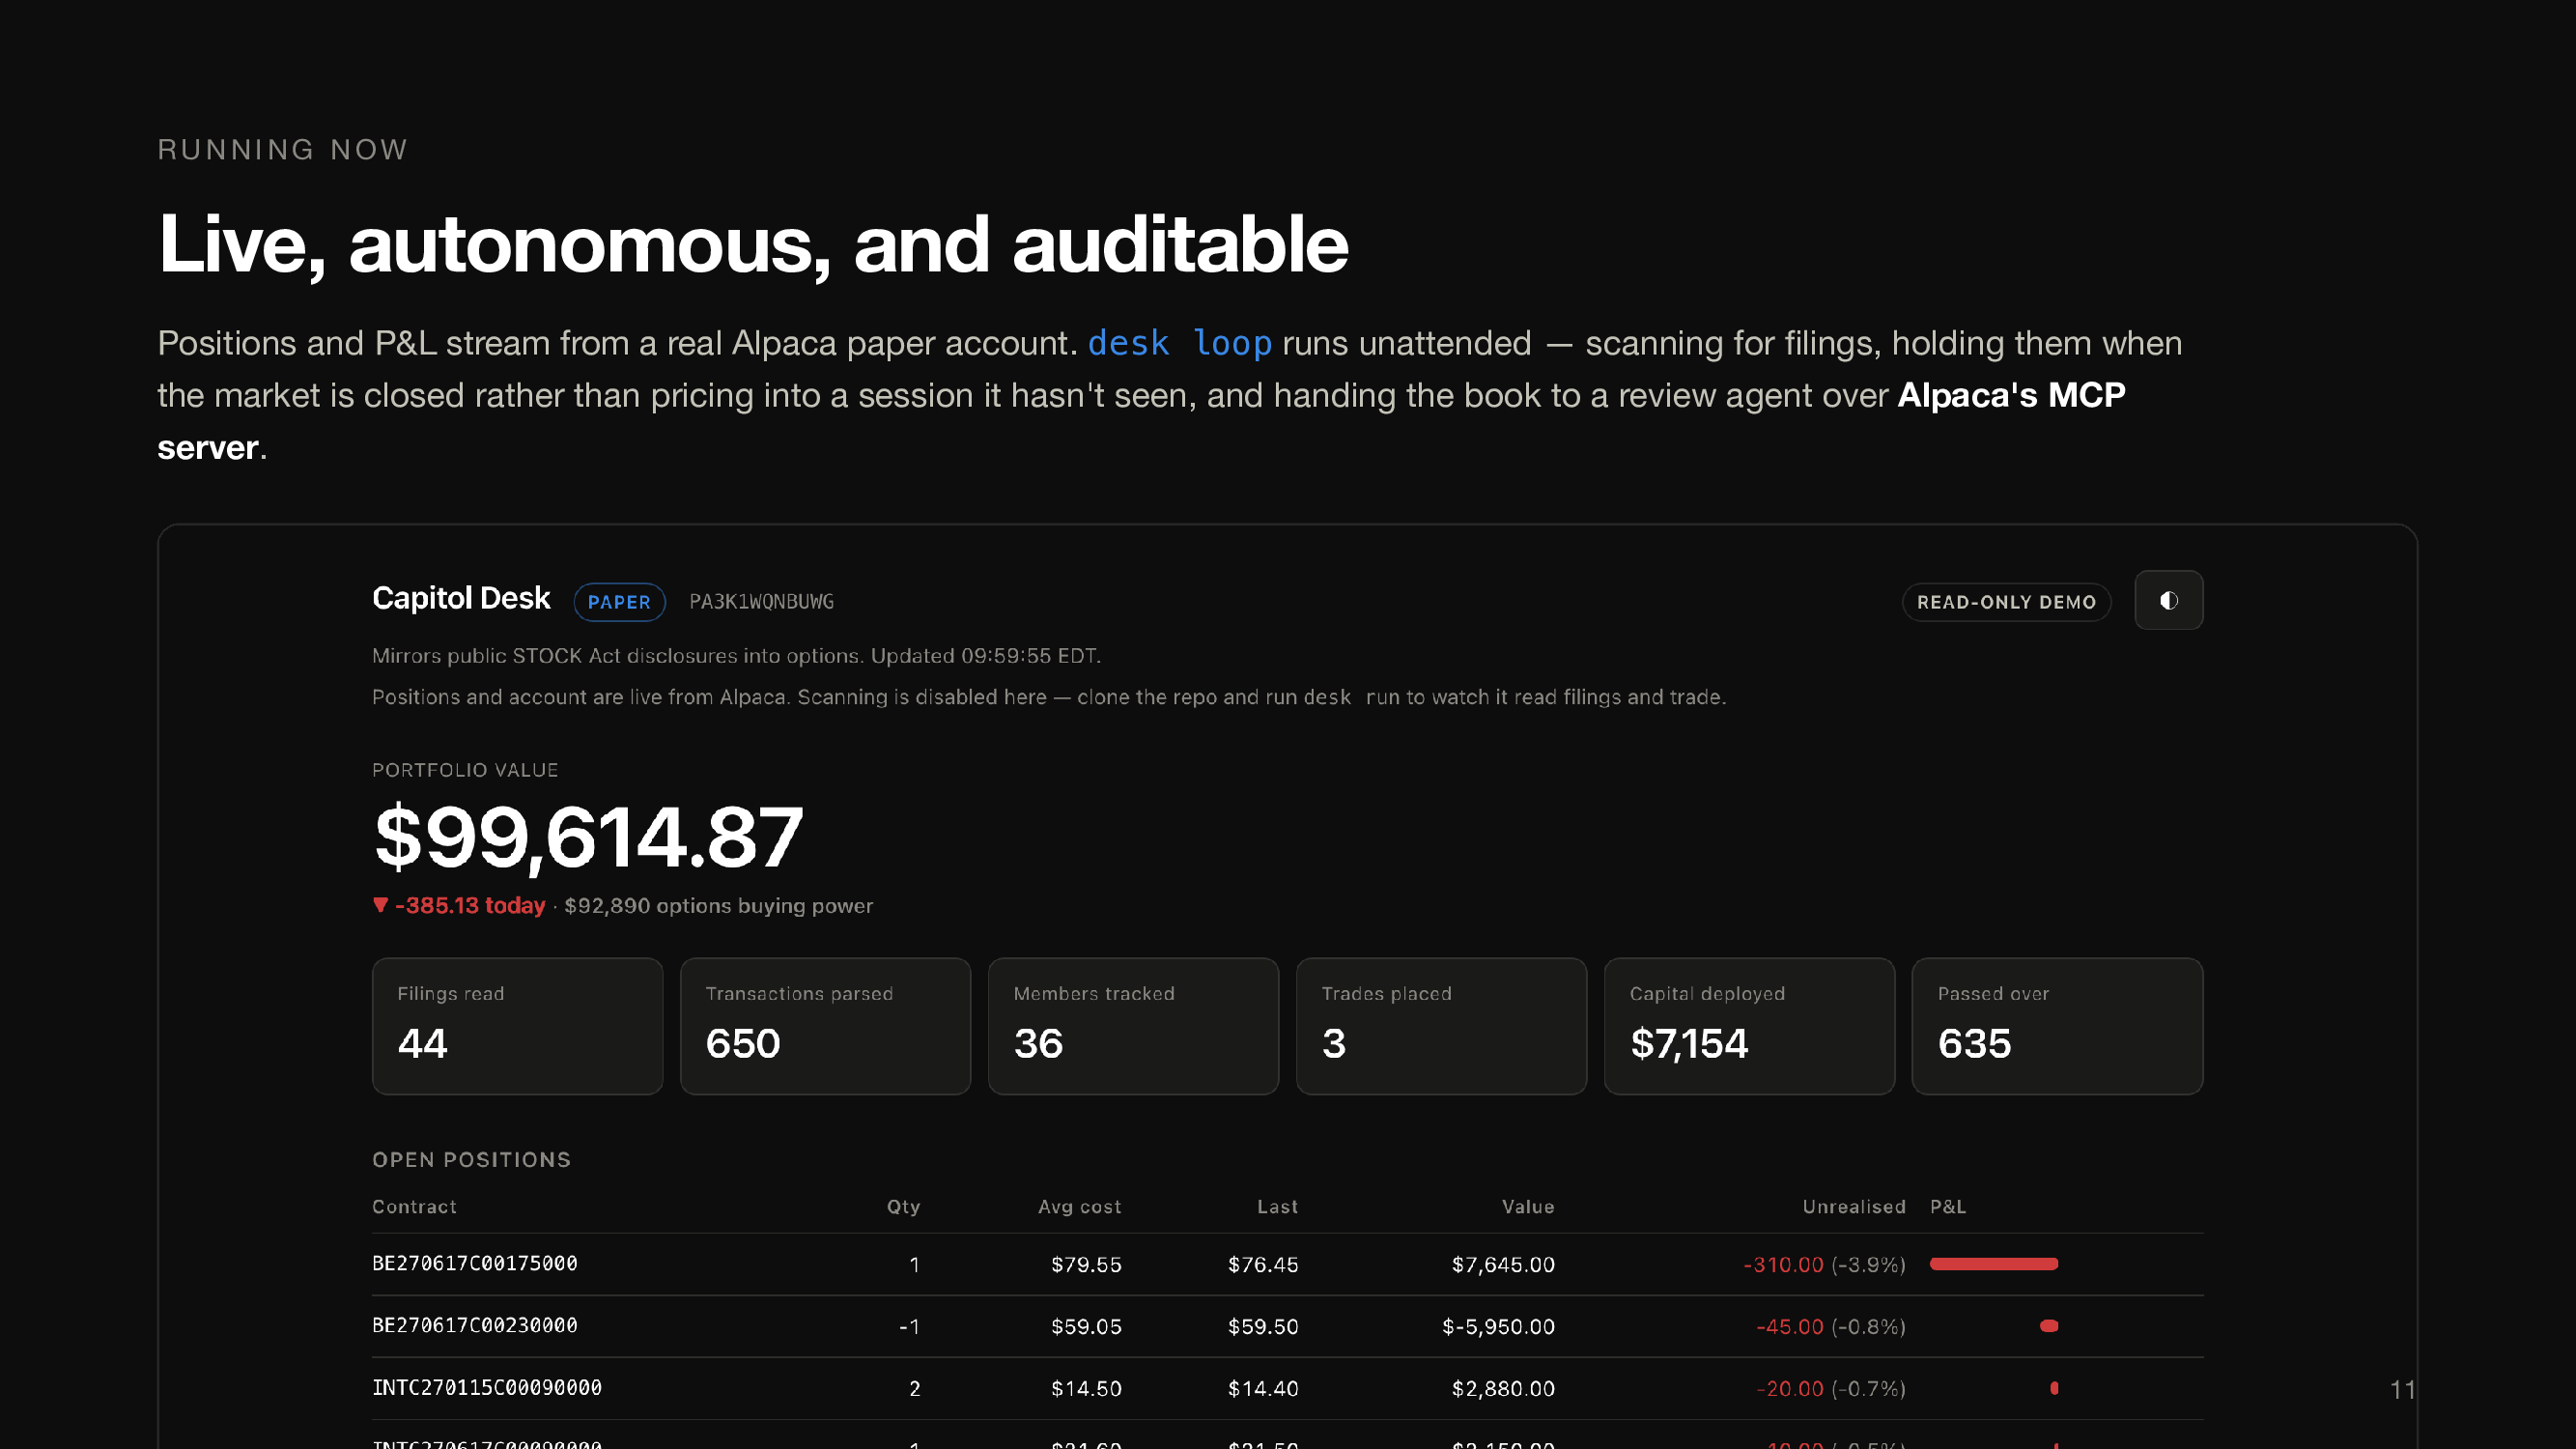 RUNNING NOW
Live, autonomous, and auditable
Positions and P&L stream from a real Alpaca paper account. desk loop runs unattended — scanning for filings, holding them when
the market is closed rather than pricing into a session it hasn't seen, and handing the book to a review agent over Alpaca's MCP
server.
Capitol Desk PAPER PA3K1WQNBUWG READ-ONLY DEMO
Mirrors public STOCK Act disclosures into options. Updated 09:59:55 EDT.
Positions and account are live from Alpaca. Scanning is disabled here — clone the repo and run desk run to watch it read filings and trade.
PORTFOLIO VALUE
$99,614.87
▼ -385.13 today · $92,890 options buying power
Filings read Transactions parsed Members tracked Trades placed Capital deployed Passed over
44 650 36 3 $7,154 635
OPEN POSITIONS
Contract Qty Avg cost Last Value Unrealised P&L
BE270617C00175000 1 $79.55 $76.45 $7,645.00 -310.00 (-3.9%)
BE270617C00230000 -1 $59.05 $59.50 $-5,950.00 -45.00 (-0.8%)
INTC270115C00090000 2 $14.50 $14.40 $2,880.00 -20.00 (-0.7%)
11